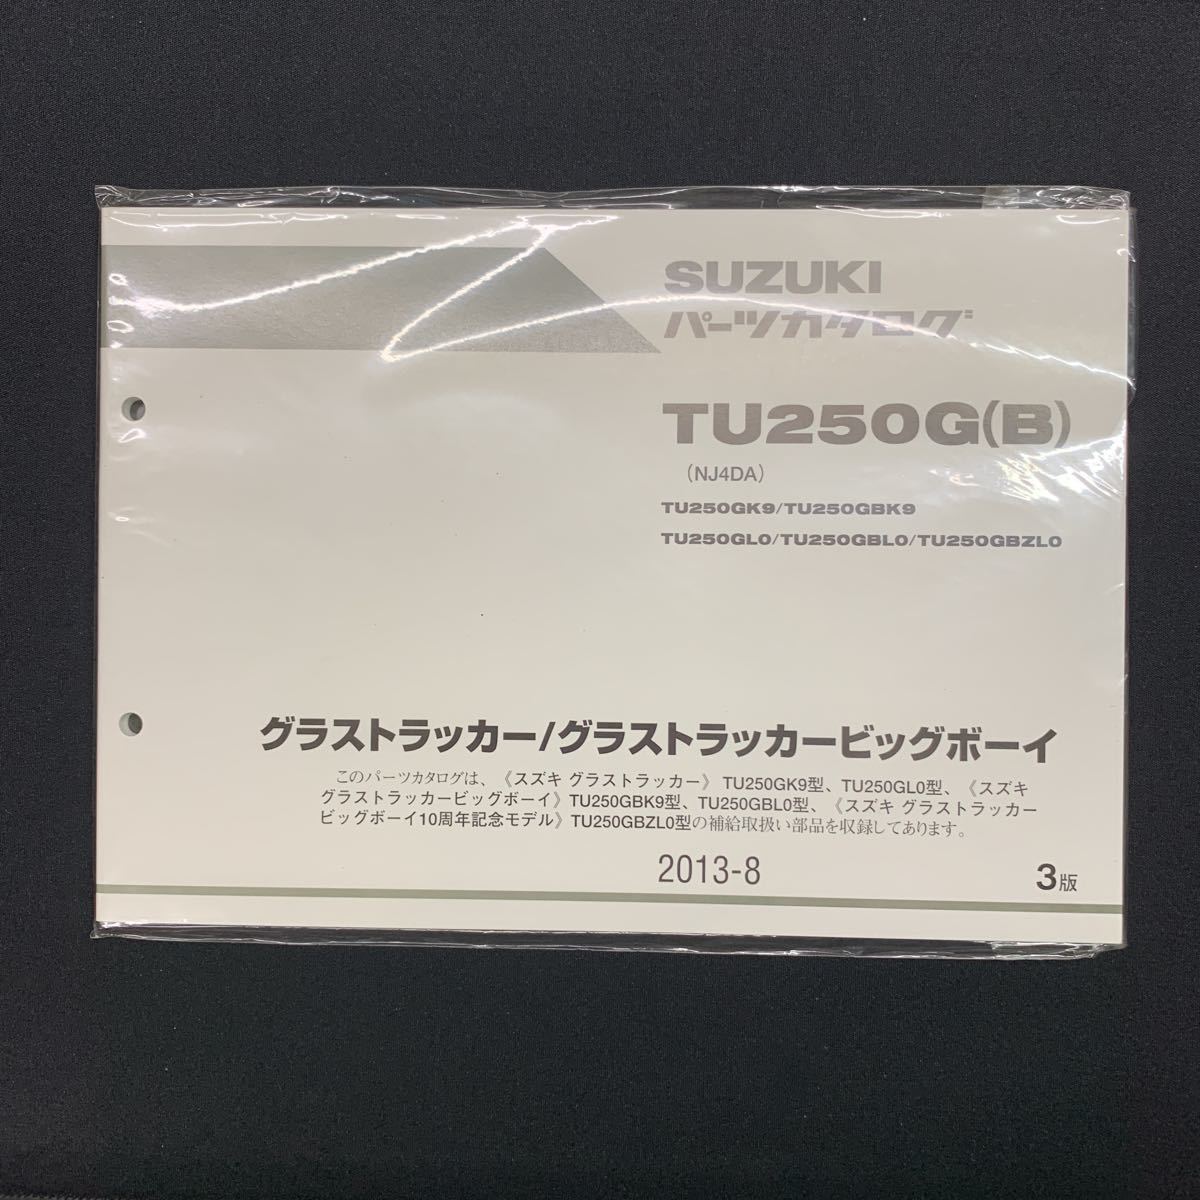 SUZUKI
パーツカタログ
TU250G(B)
(NJ4DA)
TU250GK9/TU250GBK9
TU250GL0/TU250GBL0/TU250GBZL0
グラストラッカー/グラストラッカービッグボーイ
このパーツカタログは、《スズキ グラストラッカー》 TU250GK9型、TU250GL0型、《スズキ
グラストラッカービッグボーイ》TU250GBK9型、TU250GBL0型、《スズキ グラストラッカー
ビッグボーイ10周年記念モデル》TU250GBZL0型の補給取扱い部品を収録してあります。
2013-8
3版